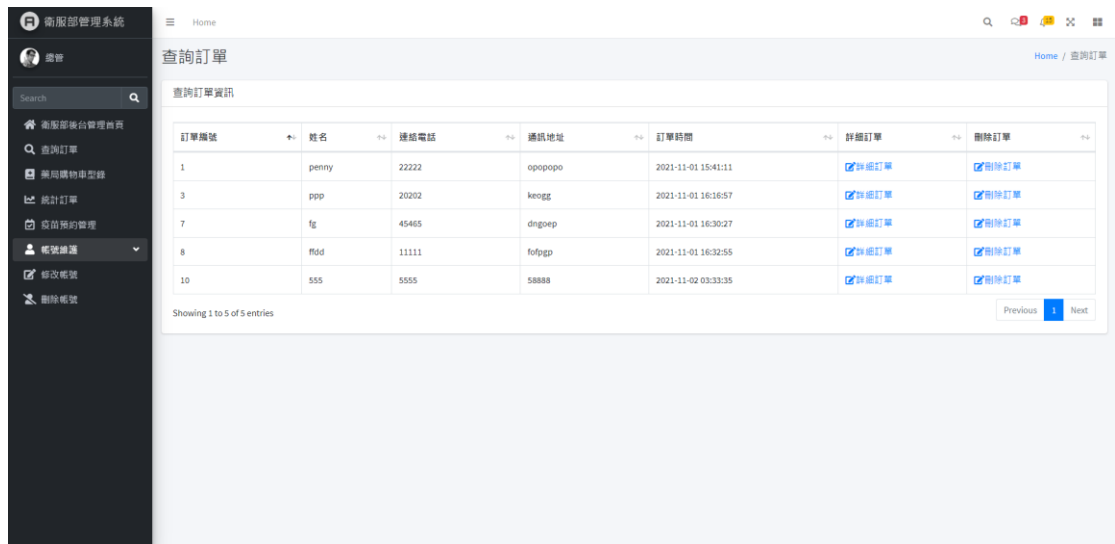 衛服部管理系統
Home
3
15
總管
查詢訂單
Home / 查詢訂單
Search
查詢訂單資訊
衛服部後台管理首頁
查詢訂單
藥局購物車型錄
統計訂單
疫苗預約管理
帳號維護
修改帳號
刪除帳號
訂單編號 姓名 連絡電話 通訊地址 訂單時間 詳細訂單 刪除訂單
1 penny 22222 opopopo 2021-11-01 15:41:11 詳細訂單 刪除訂單
3 ppp 20202 keogg 2021-11-01 16:16:57 詳細訂單 刪除訂單
7 fg 45465 dngoep 2021-11-01 16:30:27 詳細訂單 刪除訂單
8 ffdd 11111 fofpgp 2021-11-01 16:32:55 詳細訂單 刪除訂單
10 555 5555 58888 2021-11-02 03:33:35 詳細訂單 刪除訂單
Showing 1 to 5 of 5 entries
Previous 1 Next